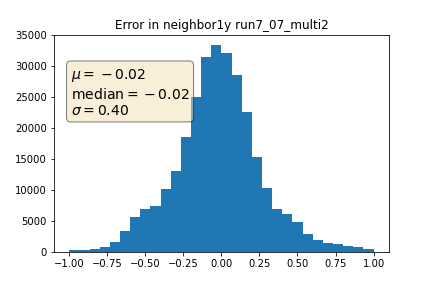 Error in neighbor1y run7_07_multi2
35000
30000
25000
20000
15000
10000
5000
0
μ = −0.02
median = −0.02
σ = 0.40
−1.00 −0.75 −0.50 −0.25 0.00 0.25 0.50 0.75 1.00